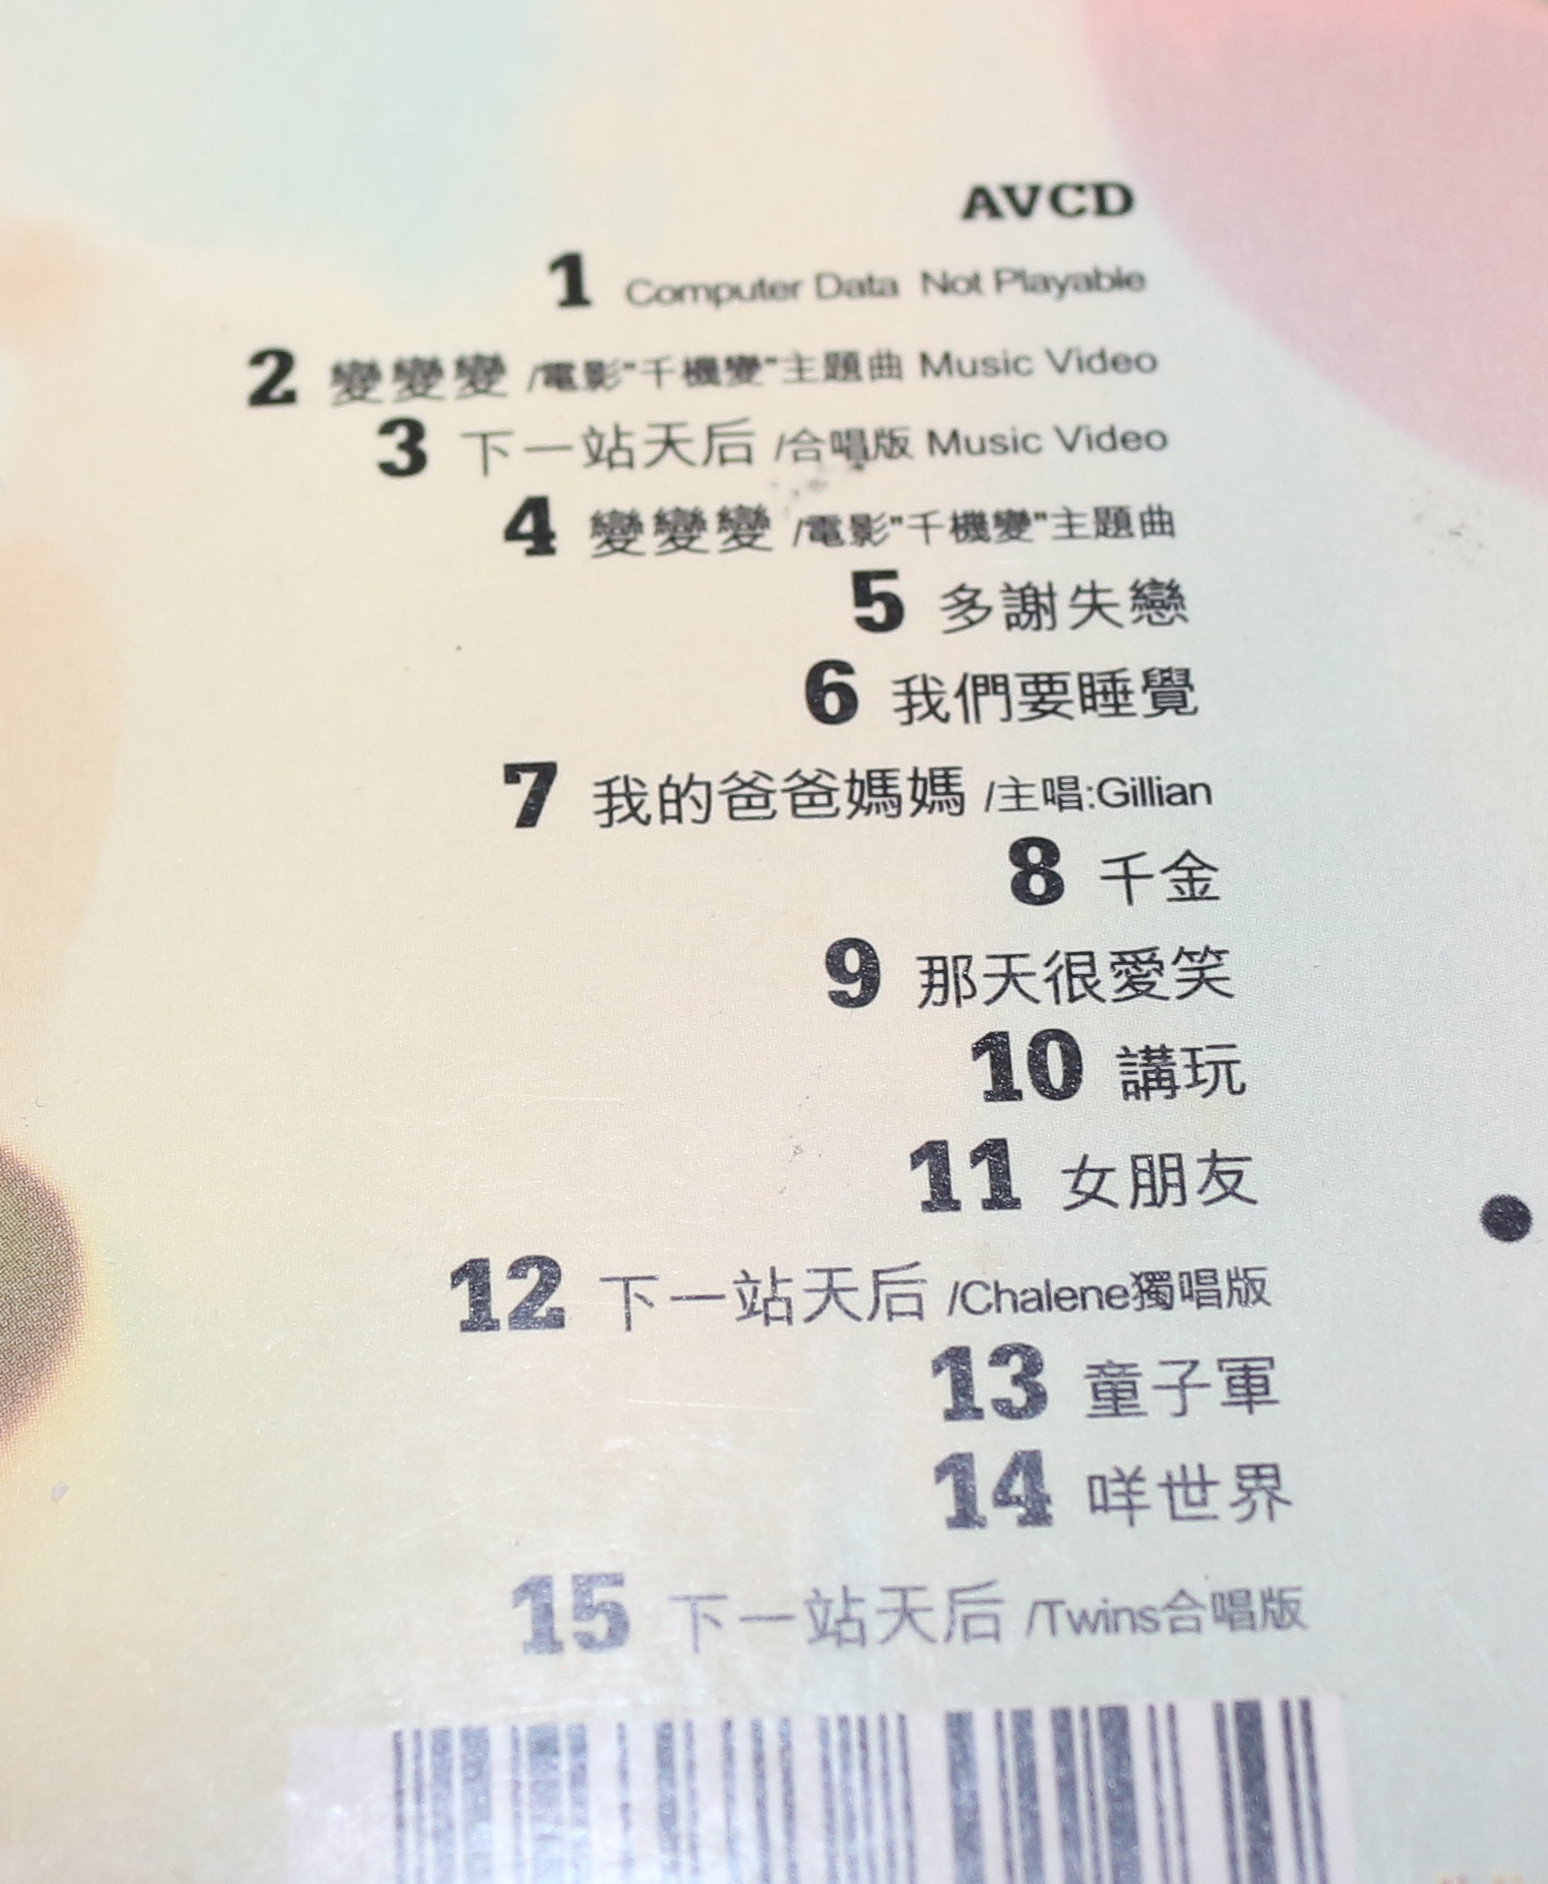 AVCD
1 Computer Data Not Playable
2 變變變 /電影"千機變"主題曲 Music Video
3 下一站天后 /合唱版 Music Video
4 變變變 /電影"千機變"主題曲
5 多謝失戀
6 我們要睡覺
7 我的爸爸媽媽 /主唱:Gillian
8 千金
9 那天很愛笑
10 講玩
11 女朋友
12 下一站天后 /Chalene獨唱版
13 童子軍
14 咩世界
15 下一站天后 /Twins合唱版